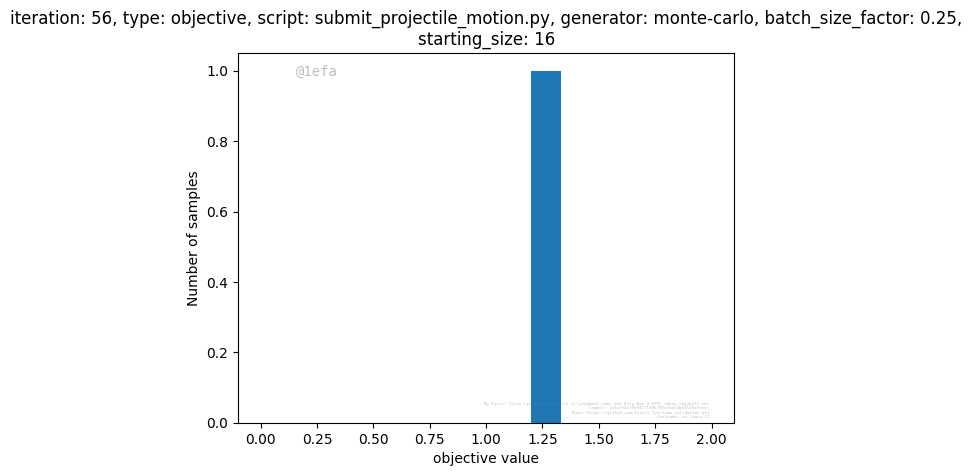 iteration: 56, type: objective, script: submit_projectile_motion.py, generator: monte-carlo, batch_size_factor: 0.25,
starting_size: 16
@1efa
1.0
0.8
0.6
0.4
0.2
0.0
Number of samples
0.00 0.25 0.50 0.75 1.00 1.25 1.50 1.75 2.00
objective value